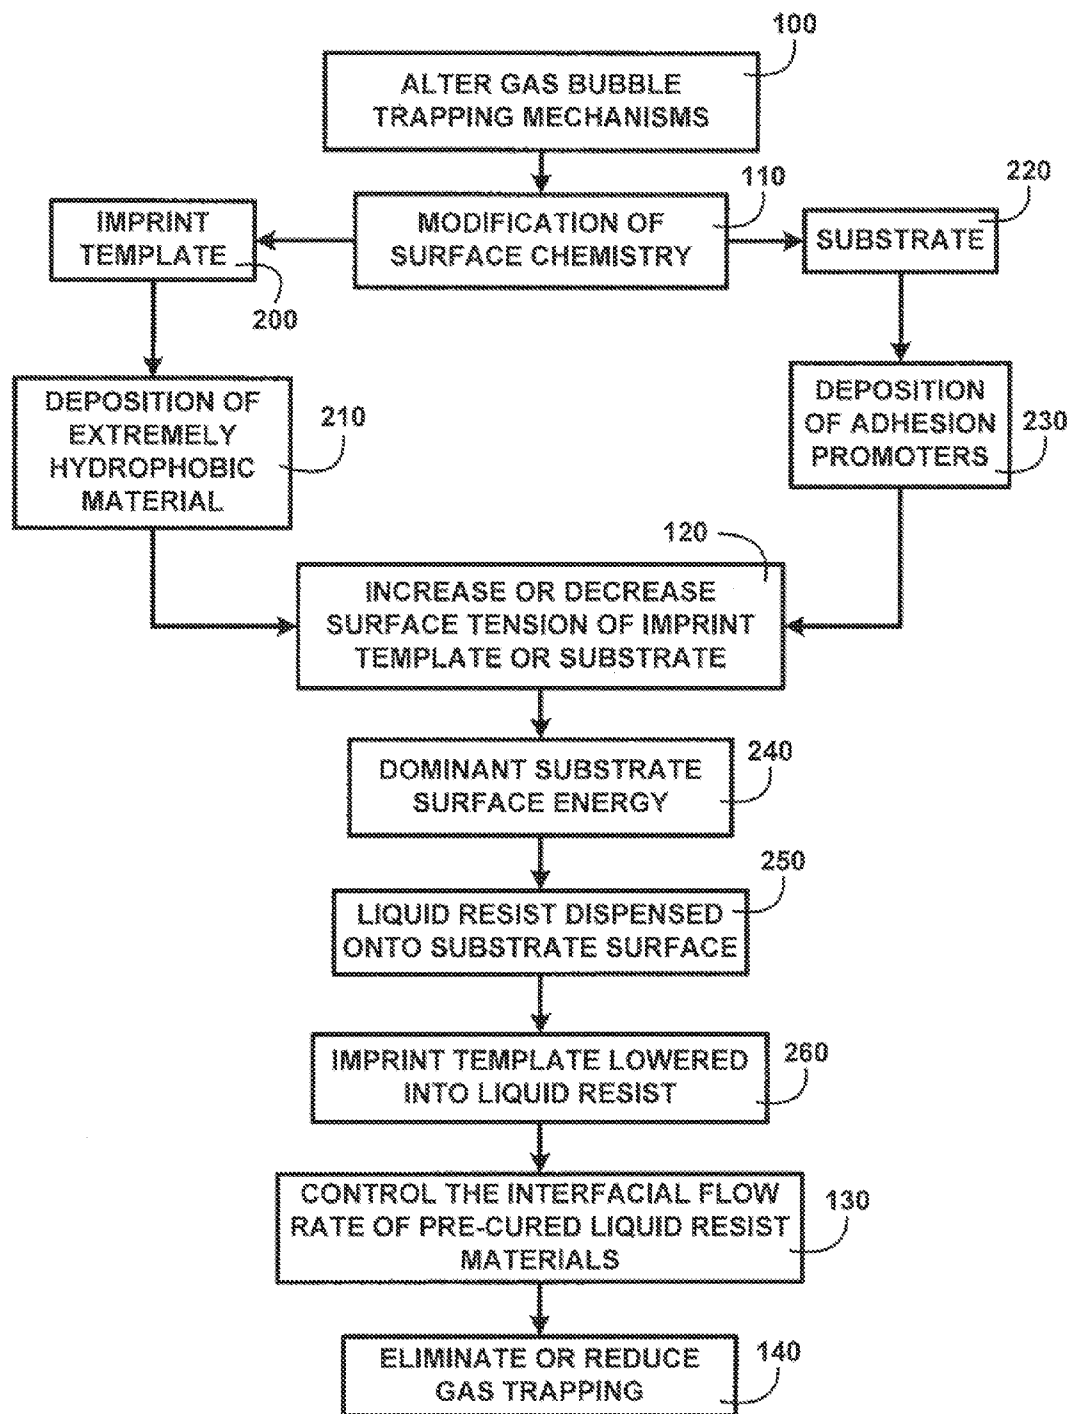 100
ALTER GAS BUBBLE
TRAPPING MECHANISMS
110
MODIFICATION OF
SURFACE CHEMISTRY
IMPRINT
TEMPLATE
200
220
SUBSTRATE
DEPOSITION OF
EXTREMELY
HYDROPHOBIC
MATERIAL
210
DEPOSITION
OF ADHESION
PROMOTERS
230
120
INCREASE OR DECREASE
SURFACE TENSION OF IMPRINT
TEMPLATE OR SUBSTRATE
DOMINANT SUBSTRATE
SURFACE ENERGY
240
250
LIQUID RESIST DISPENSED
ONTO SUBSTRATE SURFACE
IMPRINT TEMPLATE LOWERED
INTO LIQUID RESIST
260
CONTROL THE INTERFACIAL FLOW
RATE OF PRE-CURED LIQUID RESIST
MATERIALS
130
ELIMINATE OR REDUCE
GAS TRAPPING
140